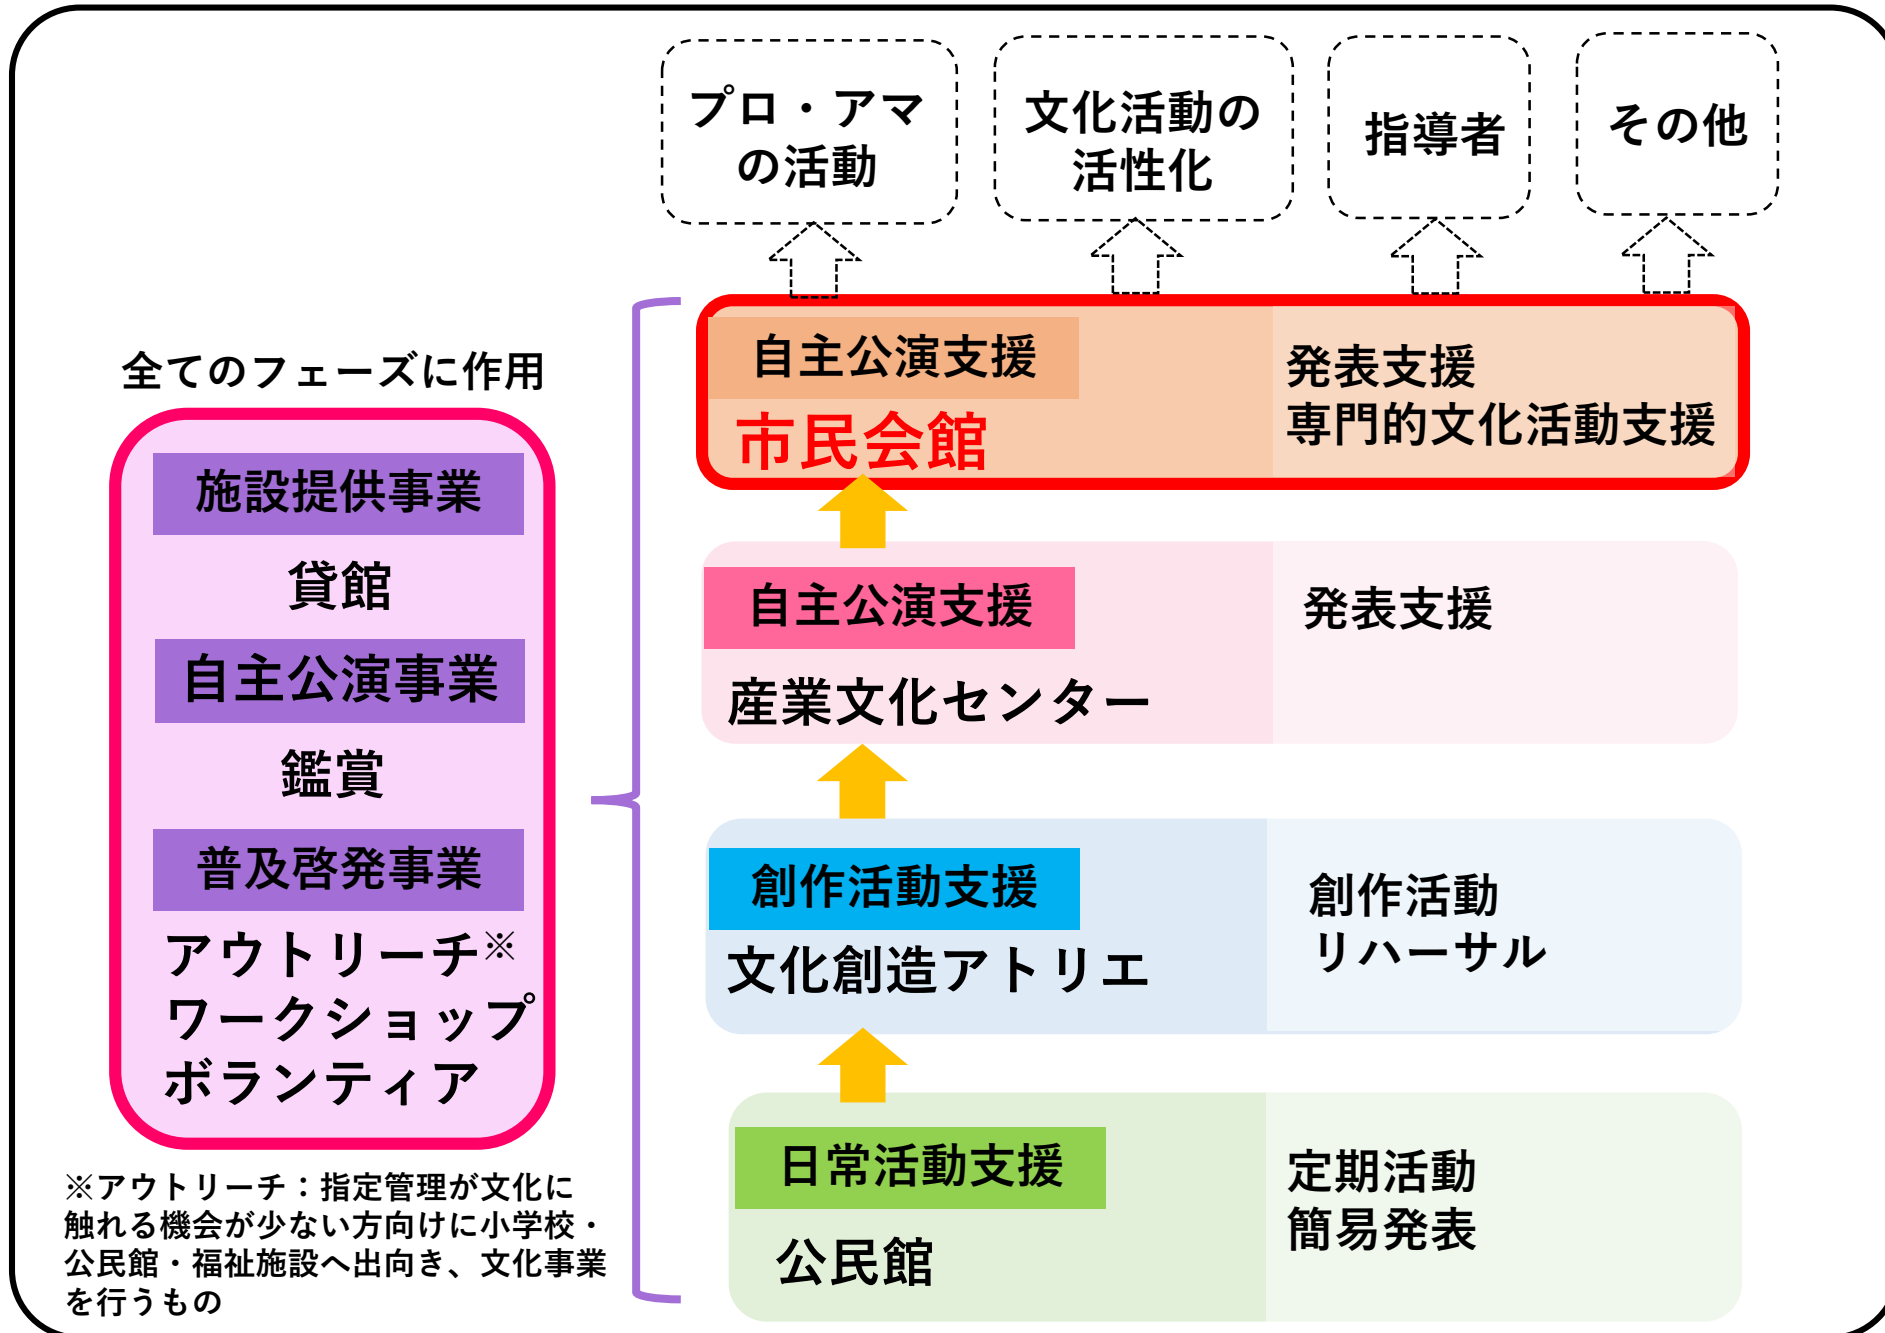 プロ・アマ
の活動
文化活動の
活性化
指導者
その他
全てのフェーズに作用
施設提供事業
貸館
自主公演事業
鑑賞
普及啓発事業
アウトリーチ※
ワークショップ
ボランティア
※アウトリーチ：指定管理が文化に
触れる機会が少ない方向けに小学校・
公民館・福祉施設へ出向き、文化事業
を行うもの
自主公演支援
市民会館
発表支援
専門的文化活動支援
自主公演支援
産業文化センター
発表支援
創作活動支援
文化創造アトリエ
創作活動
リハーサル
日常活動支援
公民館
定期活動
簡易発表